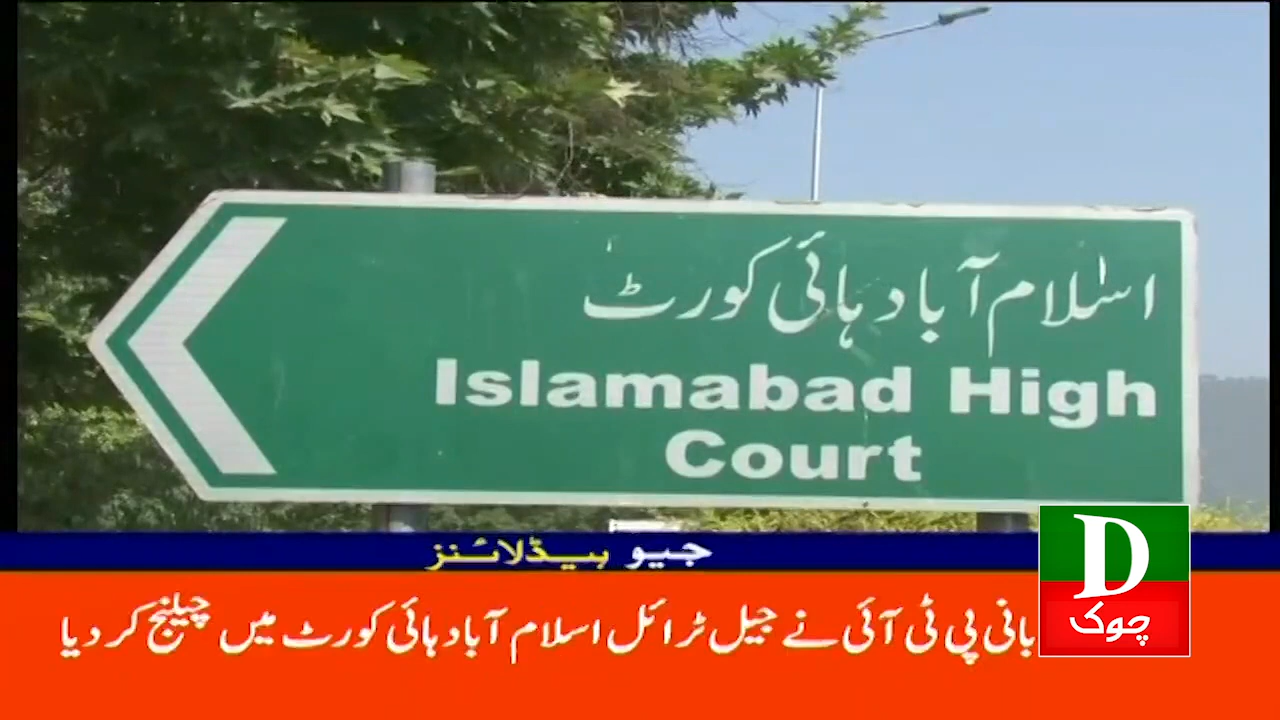 اسلام آباد ہائی کورٹ
Islamabad High
Court
جیو ہیڈلائنز
D
چوک
بانی پی ٹی آئی نے جیل ٹرائل اسلام آباد ہائی کورٹ میں چیلنج کر دیا